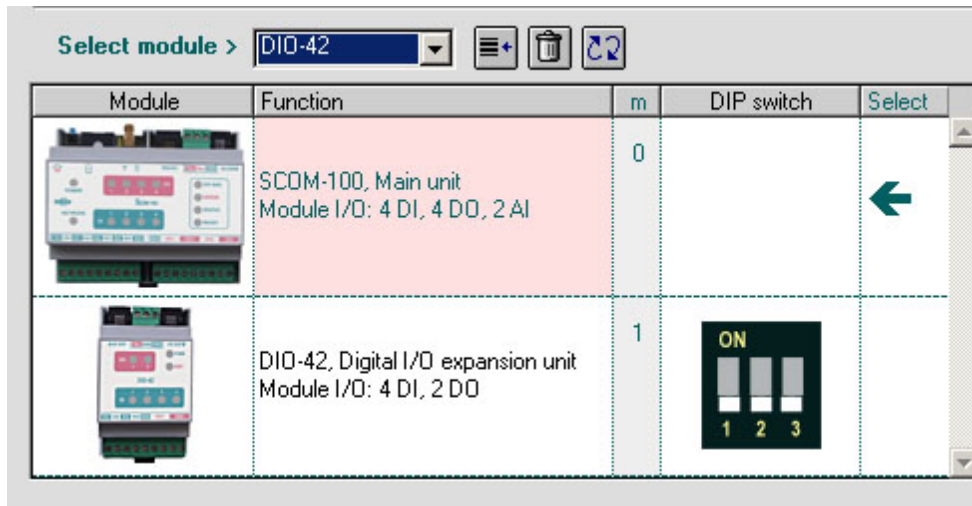 Select module > DIO-42
Module Function m DIP switch Select
0
SCOM-100, Main unit
Module I/O: 4 DI, 4 DO, 2 AI
1
DIO-42, Digital I/O expansion unit
Module I/O: 4 DI, 2 DO
ON
1 2 3